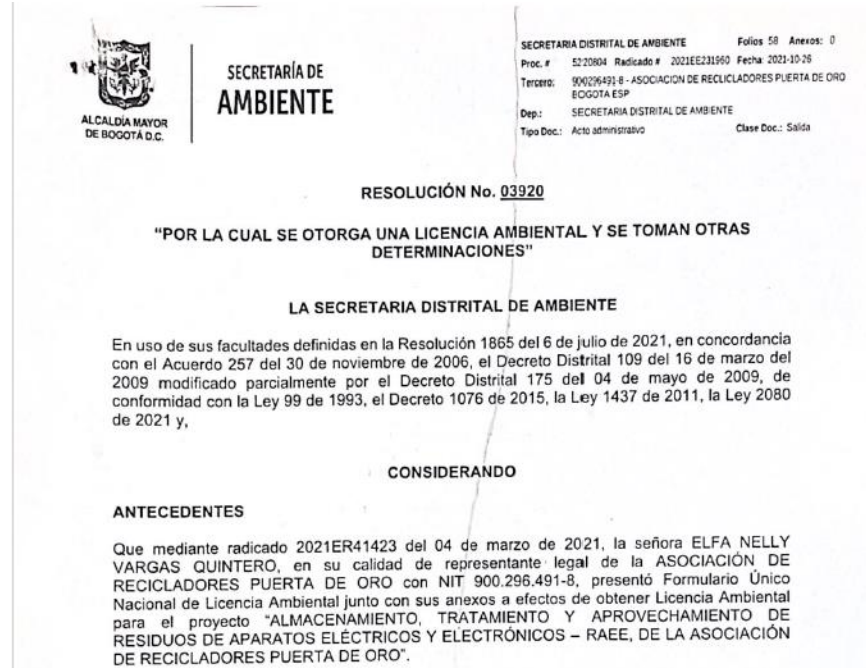 ALCALDÍA MAYOR
DE BOGOTÁ D.C.
SECRETARÍA DE
AMBIENTE
SECRETARIA DISTRITAL DE AMBIENTE Folios 58 Anexos: 0
Proc. # 5220804 Radicado # 2021EE231960 Fecha: 2021-10-26
Tercero: 900296491-8 - ASOCIACION DE RECLICLADORES PUERTA DE ORO
BOGOTA ESP
Dep.: SECRETARIA DISTRITAL DE AMBIENTE
Tipo Doc.: Acto administrativo Clase Doc.: Salida
RESOLUCIÓN No. 03920
"POR LA CUAL SE OTORGA UNA LICENCIA AMBIENTAL Y SE TOMAN OTRAS
DETERMINACIONES"
LA SECRETARIA DISTRITAL DE AMBIENTE
En uso de sus facultades definidas en la Resolución 1865 del 6 de julio de 2021, en concordancia
con el Acuerdo 257 del 30 de noviembre de 2006, el Decreto Distrital 109 del 16 de marzo del
2009 modificado parcialmente por el Decreto Distrital 175 del 04 de mayo de 2009, de
conformidad con la Ley 99 de 1993, el Decreto 1076 de 2015, la Ley 1437 de 2011, la Ley 2080
de 2021 y,
CONSIDERANDO
ANTECEDENTES
Que mediante radicado 2021ER41423 del 04 de marzo de 2021, la señora ELFA NELLY
VARGAS QUINTERO, en su calidad de representante legal de la ASOCIACIÓN DE
RECICLADORES PUERTA DE ORO con NIT 900.296.491-8, presentó Formulario Único
Nacional de Licencia Ambiental junto con sus anexos a efectos de obtener Licencia Ambiental
para el proyecto "ALMACENAMIENTO, TRATAMIENTO Y APROVECHAMIENTO DE
RESIDUOS DE APARATOS ELÉCTRICOS Y ELECTRÓNICOS – RAEE, DE LA ASOCIACIÓN
DE RECICLADORES PUERTA DE ORO".